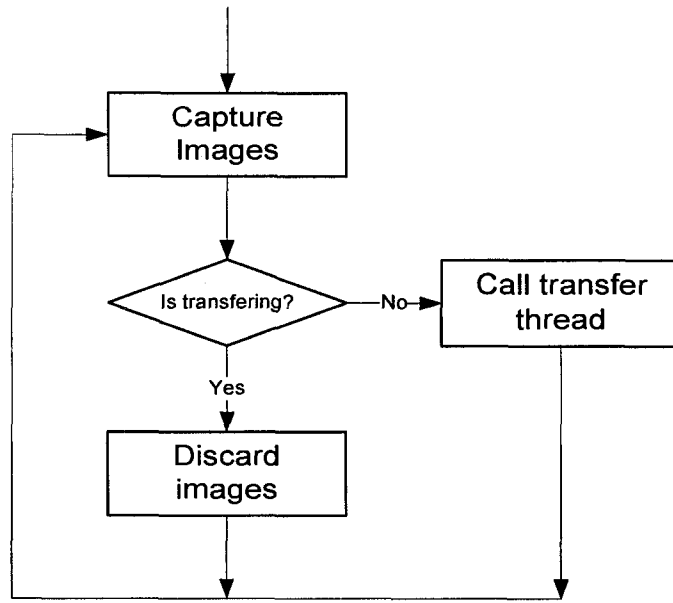 Capture
Images
Is transfering?
No
Call transfer
thread
Yes
Discard
images